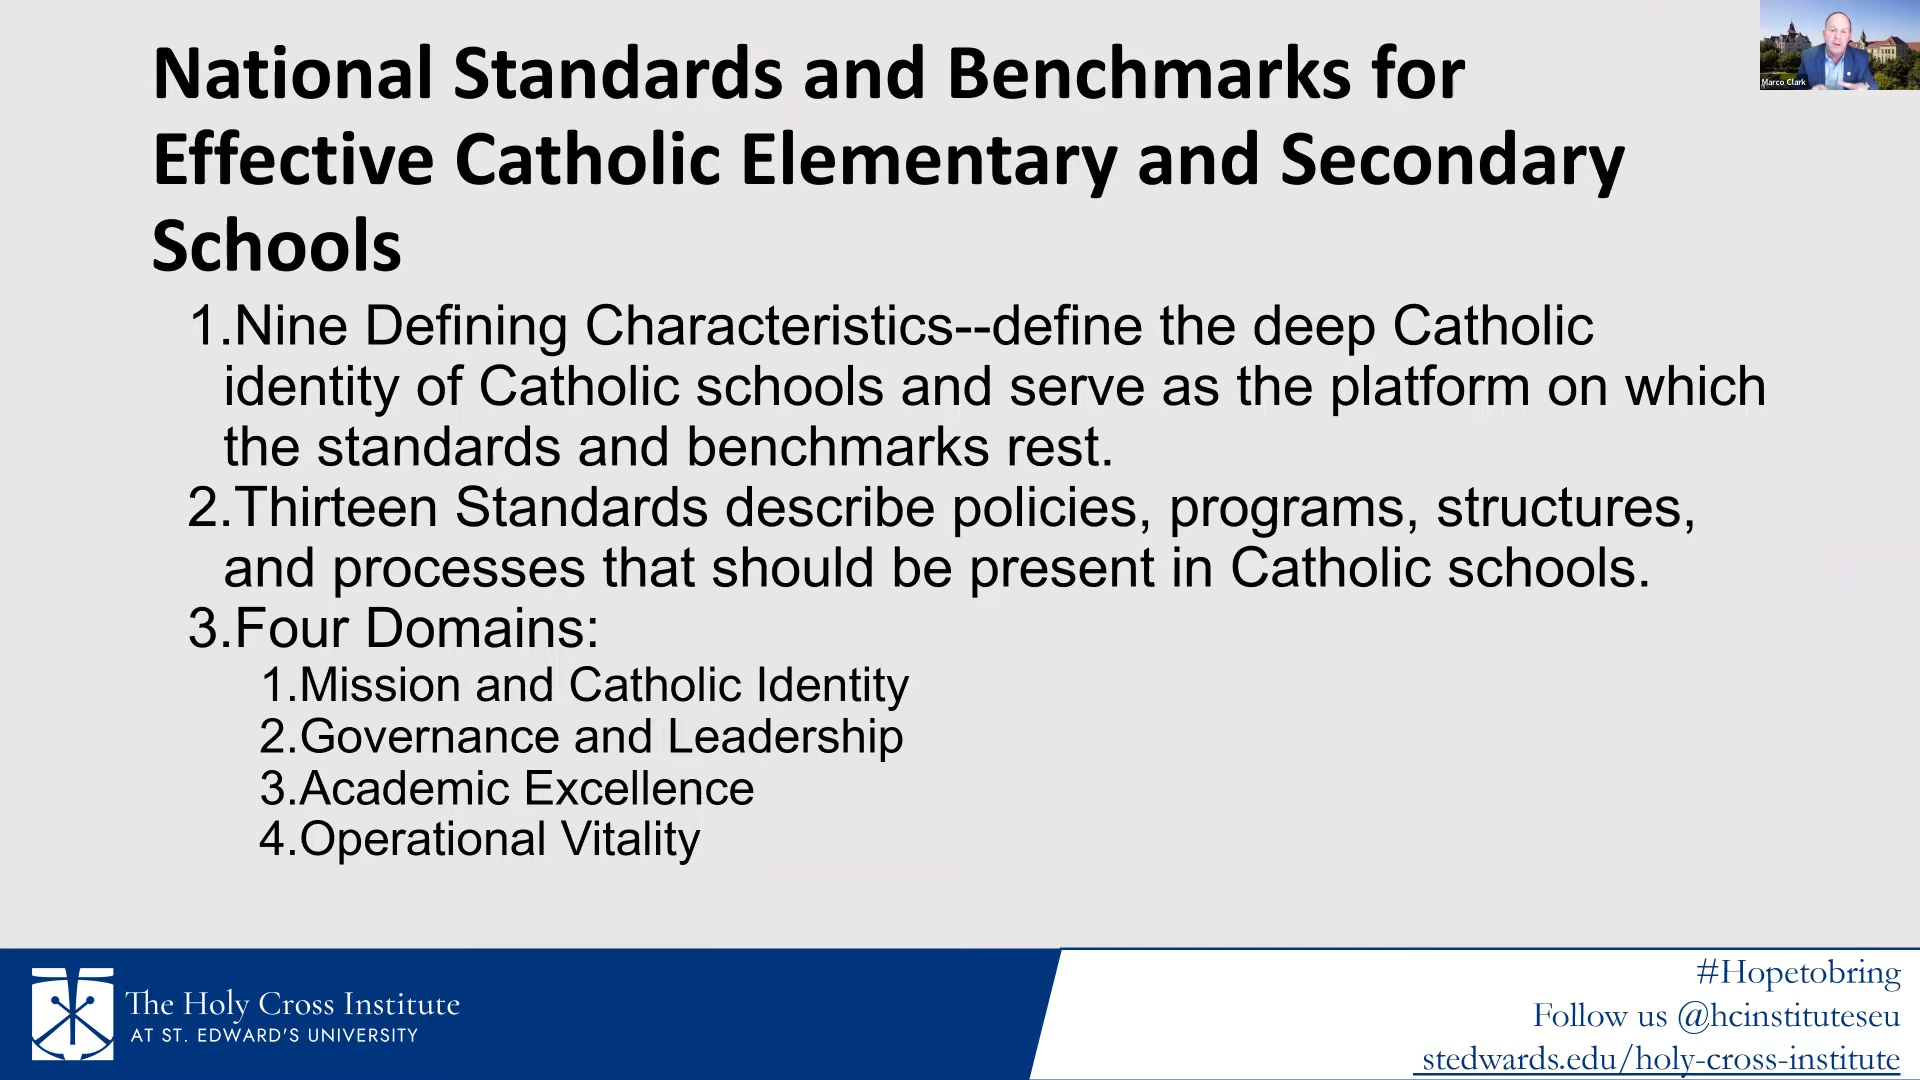 National Standards and Benchmarks for
Effective Catholic Elementary and Secondary
Schools
1.Nine Defining Characteristics--define the deep Catholic
identity of Catholic schools and serve as the platform on which
the standards and benchmarks rest.
2.Thirteen Standards describe policies, programs, structures,
and processes that should be present in Catholic schools.
3.Four Domains:
1.Mission and Catholic Identity
2.Governance and Leadership
3.Academic Excellence
4.Operational Vitality
Marco Clark
The Holy Cross Institute
AT ST. EDWARD'S UNIVERSITY
#Hopetobring
Follow us @hcinstituteseu
stedwards.edu/holy-cross-institute